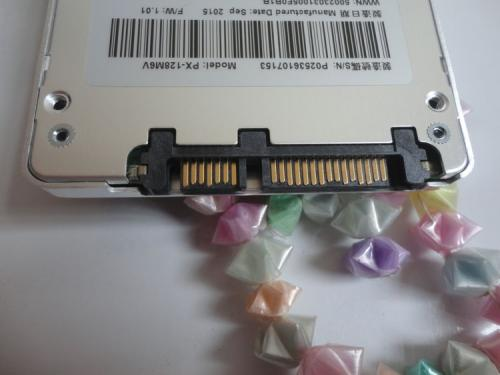 製造號碼S/N: P02536107153 Model: PX-128M6V
製造日期 Manufactured Date: Sep 2015 F/W: 1.01
WWN: